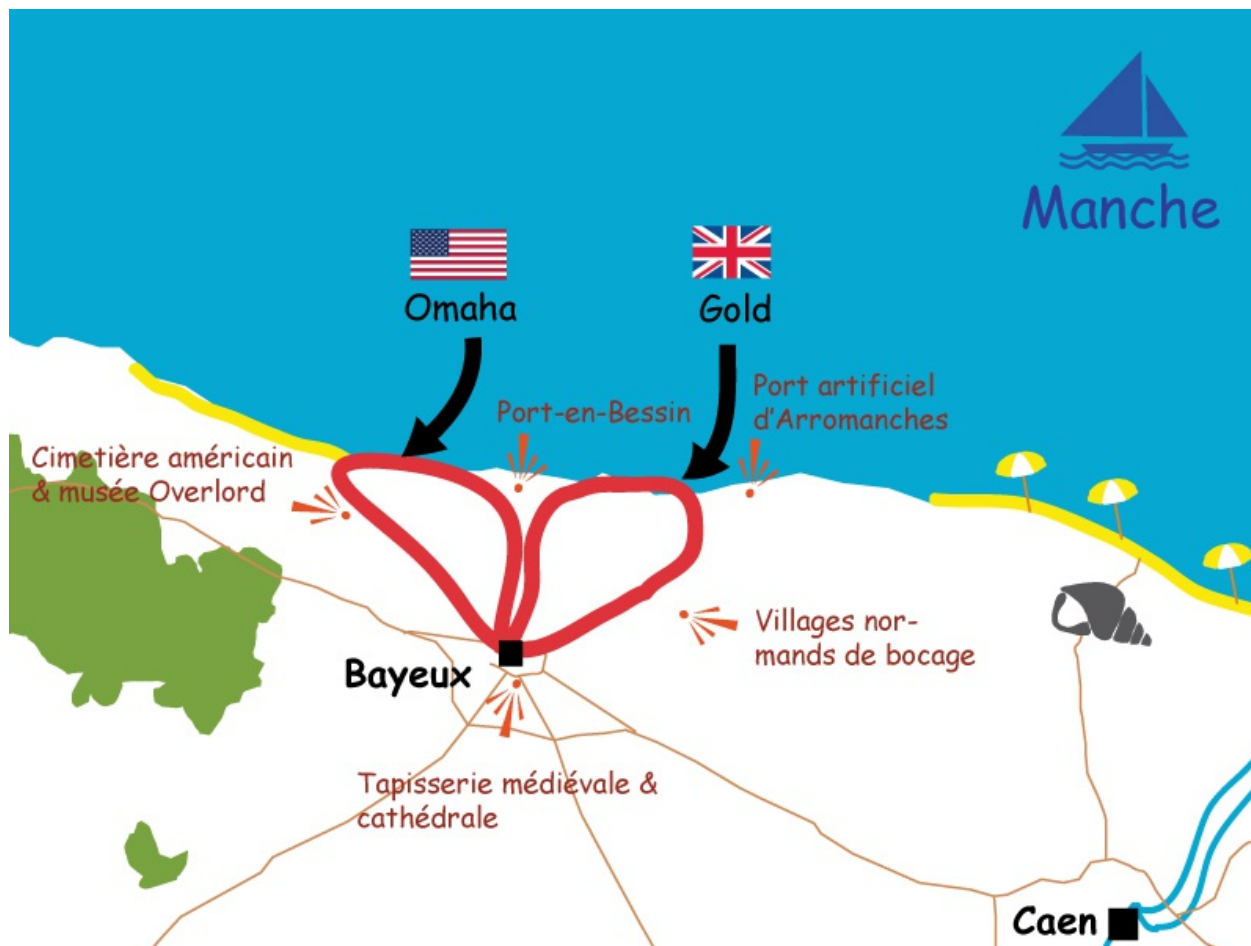 Manche
Omaha
Gold
Port artificiel
d'Arromanches
Port-en-Bessin
Cimetière américain
& musée Overlord
Villages nor-
mands de bocage
Bayeux
Tapisserie médiévale &
cathédrale
Caen